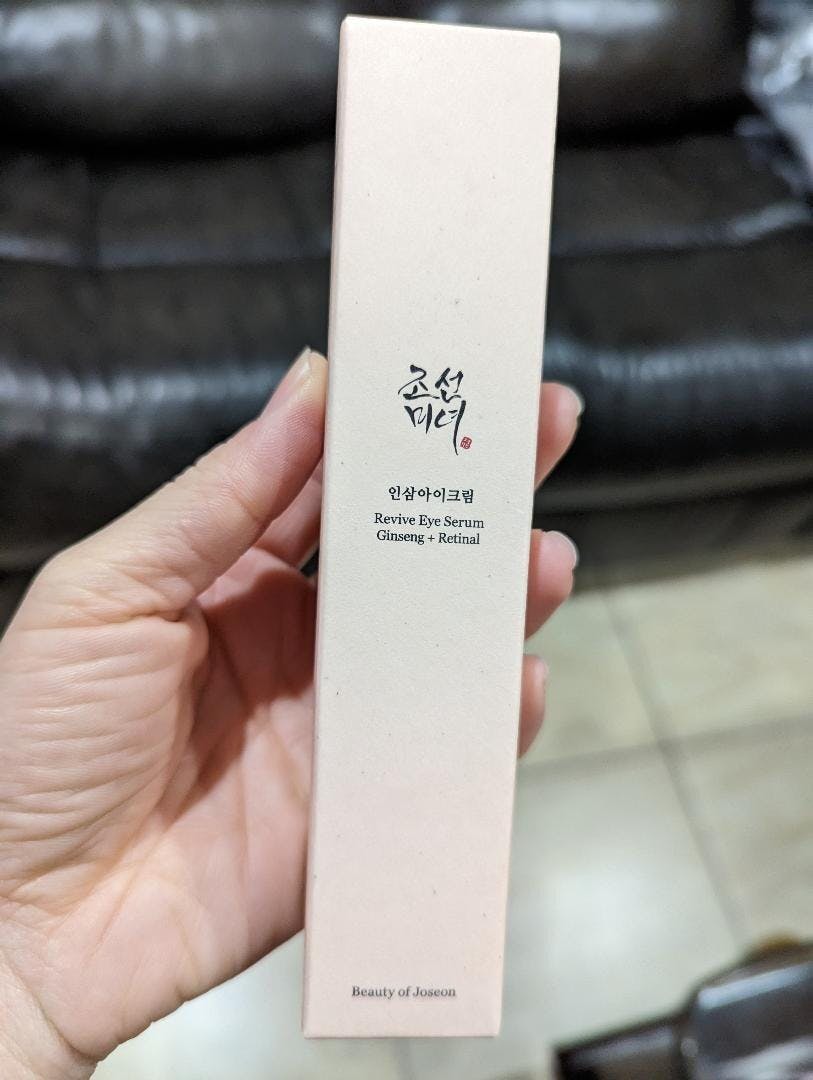 조선
미녀
인삼아이크림
Revive Eye Serum
Ginseng + Retinal
Beauty of Joseon